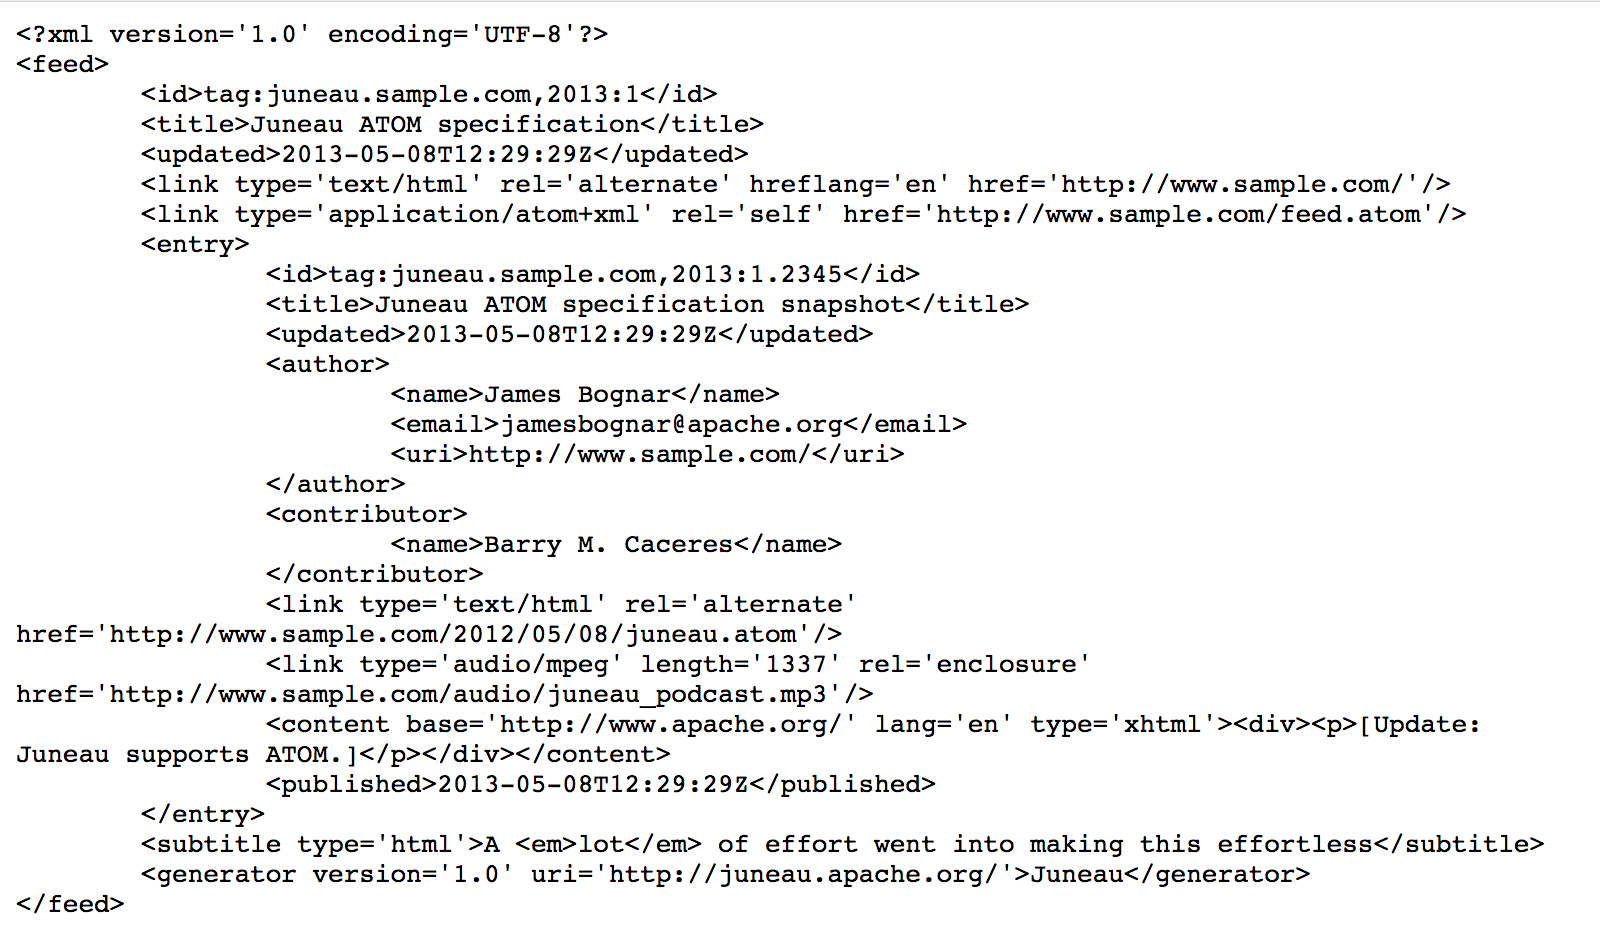 <?xml version='1.0' encoding='UTF-8'?>
<feed>
        <id>tag:juneau.sample.com,2013:1</id>
        <title>Juneau ATOM specification</title>
        <updated>2013-05-08T12:29:29Z</updated>
        <link type='text/html' rel='alternate' hreflang='en' href='http://www.sample.com/'/>
        <link type='application/atom+xml' rel='self' href='http://www.sample.com/feed.atom'/>
        <entry>
                <id>tag:juneau.sample.com,2013:1.2345</id>
                <title>Juneau ATOM specification snapshot</title>
                <updated>2013-05-08T12:29:29Z</updated>
                <author>
                        <name>James Bognar</name>
                        <email>jamesbognar@apache.org</email>
                        <uri>http://www.sample.com/</uri>
                </author>
                <contributor>
                        <name>Barry M. Caceres</name>
                </contributor>
                <link type='text/html' rel='alternate'
href='http://www.sample.com/2012/05/08/juneau.atom'/>
                <link type='audio/mpeg' length='1337' rel='enclosure'
href='http://www.sample.com/audio/juneau_podcast.mp3'/>
                <content base='http://www.apache.org/' lang='en' type='xhtml'><div><p>[Update:
Juneau supports ATOM.]</p></div></content>
                <published>2013-05-08T12:29:29Z</published>
        </entry>
        <subtitle type='html'>A <em>lot</em> of effort went into making this effortless</subtitle>
        <generator version='1.0' uri='http://juneau.apache.org/'>Juneau</generator>
</feed>